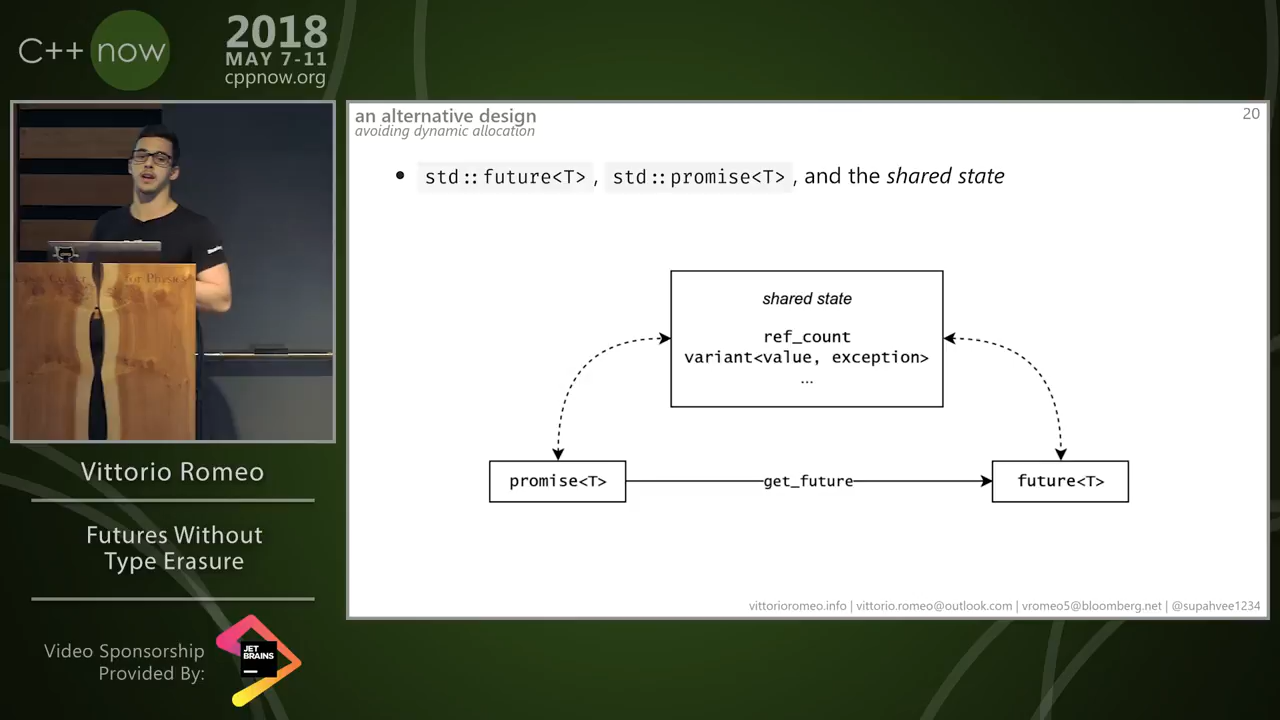 C++ now
2018
MAY 7-11
cppnow.org
an alternative design
avoiding dynamic allocation
20
• std::future<T>, std::promise<T>, and the shared state
shared state
ref_count
variant<value, exception>
...
promise<T>
get_future
future<T>
vittorioromeo.info | vittorio.romeo@outlook.com | vromeo5@bloomberg.net | @supahvee1234
for Physics
Vittorio Romeo
Futures Without
Type Erasure
Video Sponsorship
Provided By:
JET
BRAINS